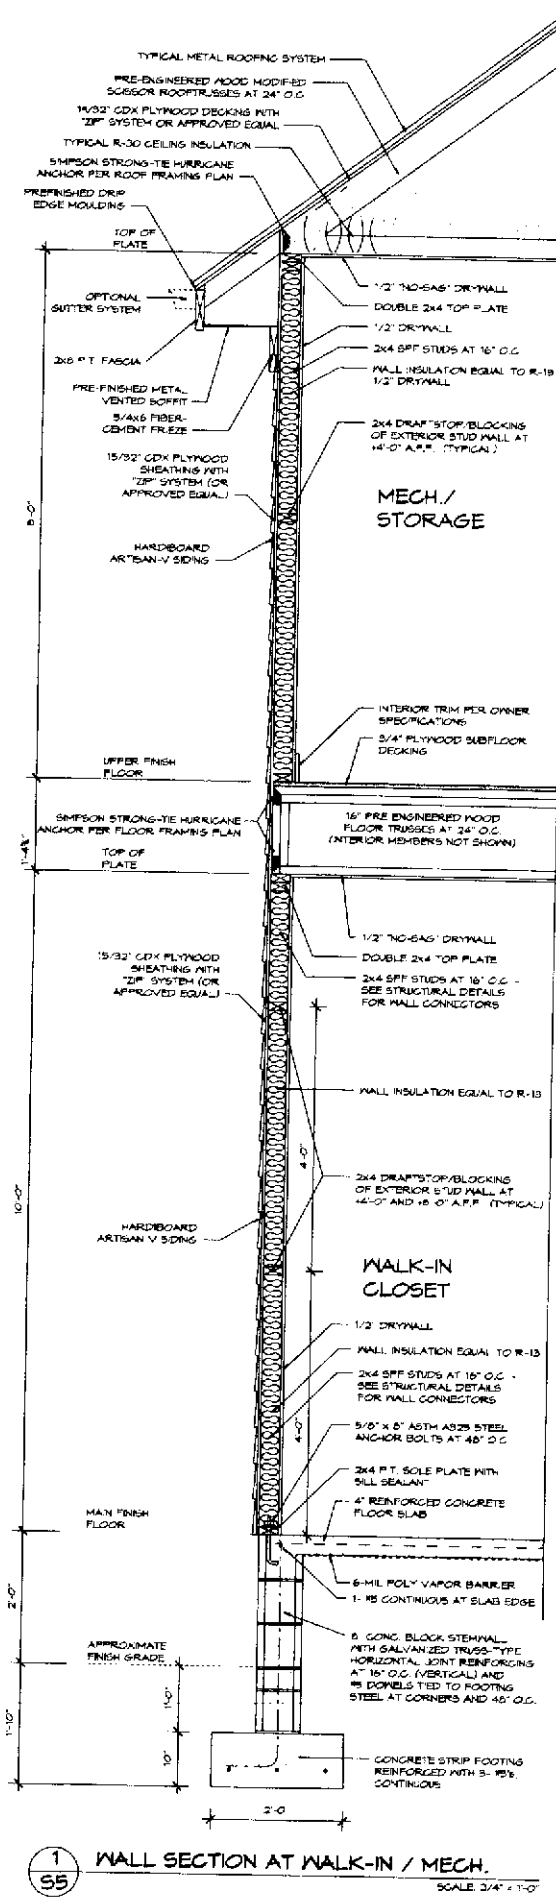 TYPICAL METAL ROOFING SYSTEM
PRE-ENGINEERED WOOD MODIFIED
SCISSOR ROOFTRUSSES AT 24" O.C.
15/32" CDX PLYWOOD DECKING WITH
"ZIP" SYSTEM OR APPROVED EQUAL
TYPICAL R-30 CEILING INSULATION
SIMPSON STRONG-TIE HURRICANE
ANCHOR PER ROOF FRAMING PLAN
PREFINISHED DRIP
EDGE MOULDING
TOP OF
PLATE
OPTIONAL
GUTTER SYSTEM
2x8 P.T. FASCIA
PRE-FINISHED METAL
VENTED SOFFIT
5/4x6 FIBER-
CEMENT FRIEZE
15/32" CDX PLYWOOD
SHEATHING WITH
"ZIP" SYSTEM (OR
APPROVED EQUAL)
HARDIBOARD
ARTISAN-V SIDING
8'-0"
1/2" "NO-SAG" DRYWALL
DOUBLE 2x4 TOP PLATE
1/2" DRYWALL
2x4 SPF STUDS AT 16" O.C.
WALL INSULATION EQUAL TO R-13
1/2" DRYWALL
2x4 DRAFTSTOP/BLOCKING
OF EXTERIOR STUD WALL AT
+4'-0" A.F.F. (TYPICAL)
MECH./
STORAGE
INTERIOR TRIM PER OWNER
SPECIFICATIONS
3/4" PLYWOOD SUBFLOOR
DECKING
UPPER FINISH
FLOOR
SIMPSON STRONG-TIE HURRICANE
ANCHOR PER FLOOR FRAMING PLAN
TOP OF
PLATE
16" PRE ENGINEERED WOOD
FLOOR TRUSSES AT 24" O.C.
(INTERIOR MEMBERS NOT SHOWN)
1/2" "NO-SAG" DRYWALL
DOUBLE 2x4 TOP PLATE
2x4 SPF STUDS AT 16" O.C. -
SEE STRUCTURAL DETAILS
FOR WALL CONNECTORS
15/32" CDX PLYWOOD
SHEATHING WITH
"ZIP" SYSTEM (OR
APPROVED EQUAL)
WALL INSULATION EQUAL TO R-13
4'-0"
10'-0"
2x4 DRAFTSTOP/BLOCKING
OF EXTERIOR STUD WALL AT
+4'-0" AND +8'-0" A.F.F. (TYPICAL)
HARDIBOARD
ARTISAN V SIDING
WALK-IN
CLOSET
1/2" DRYWALL
WALL INSULATION EQUAL TO R-13
2x4 SPF STUDS AT 16" O.C. -
SEE STRUCTURAL DETAILS
FOR WALL CONNECTORS
4'-0"
5/8" x 8" ASTM A325 STEEL
ANCHOR BOLTS AT 48" O.C.
2x4 P.T. SOLE PLATE WITH
SILL SEALANT
4" REINFORCED CONCRETE
FLOOR SLAB
MAIN FINISH
FLOOR
6-MIL POLY VAPOR BARRIER
1- #5 CONTINUOUS AT SLAB EDGE
2'-0"
8" CONC. BLOCK STEMWALL
WITH GALVANIZED TRUSS-TYPE
HORIZONTAL JOINT REINFORCING
AT 16" O.C. (VERTICAL) AND
#5 DOWELS TIED TO FOOTING
STEEL AT CORNERS AND 48" O.C.
APPROXIMATE
FINISH GRADE
1'-0"
1'-10"
10"
CONCRETE STRIP FOOTING
REINFORCED WITH 3- #5's,
CONTINUOUS
2'-0
1
S5
WALL SECTION AT WALK-IN / MECH.
SCALE: 3/4" = 1'-0"